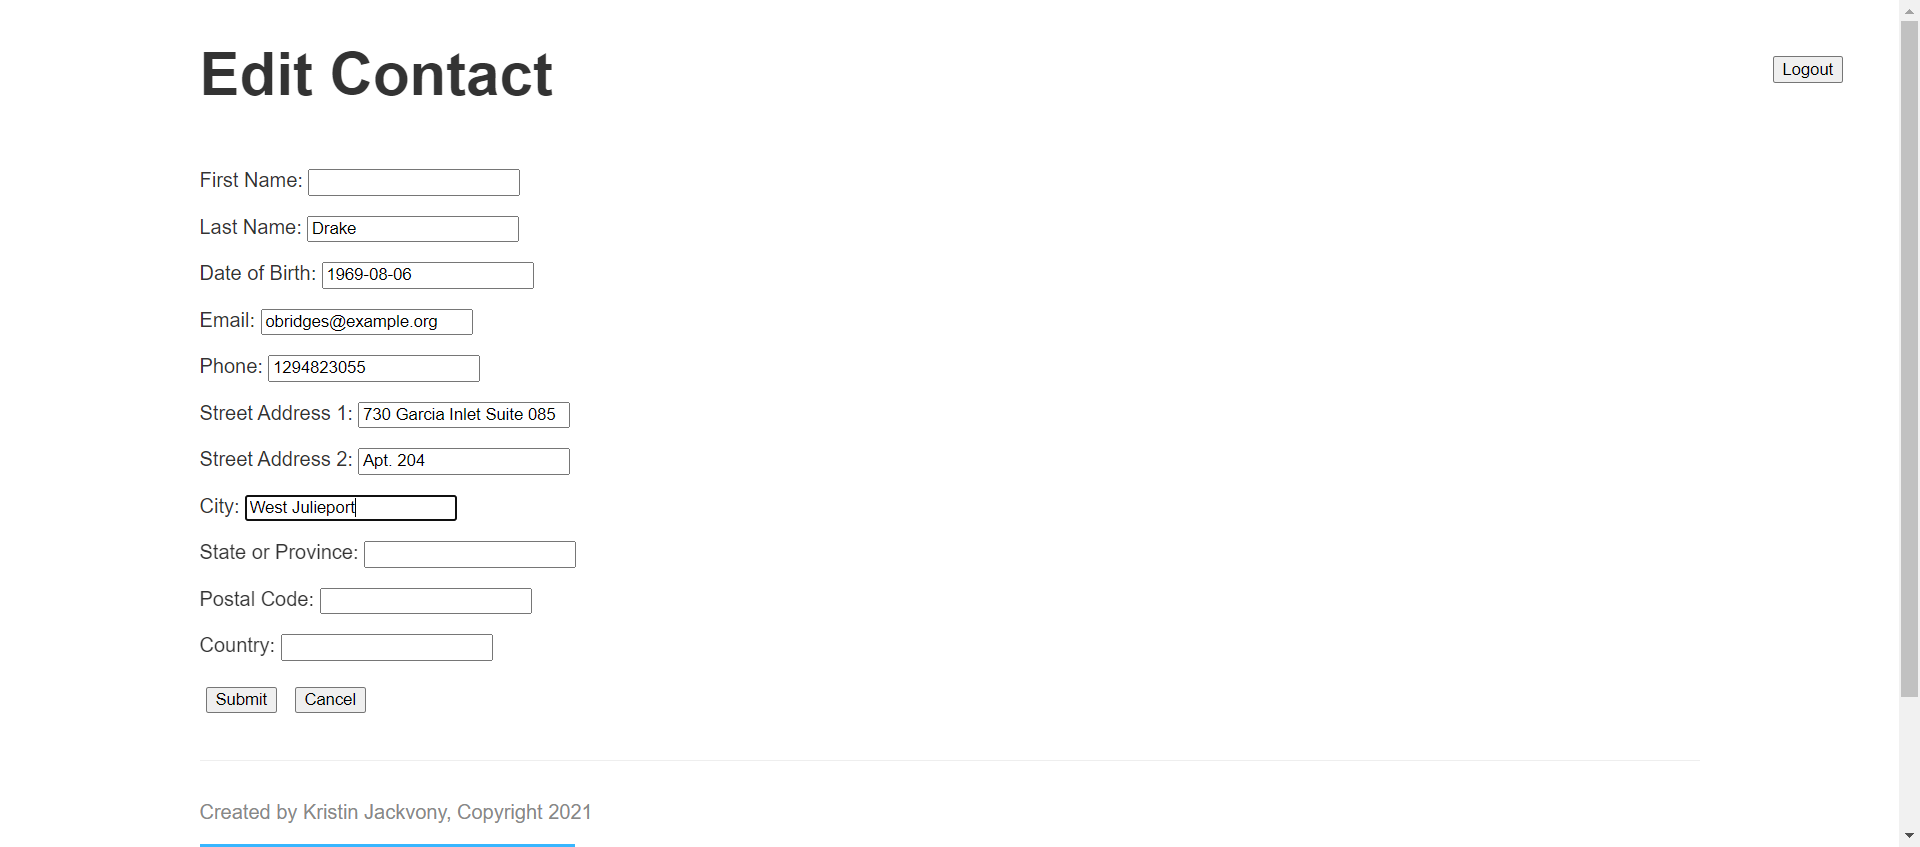 Edit Contact
Logout
First Name:
Last Name: Drake
Date of Birth: 1969-08-06
Email: obridges@example.org
Phone: 1294823055
Street Address 1: 730 Garcia Inlet Suite 085
Street Address 2: Apt. 204
City: West Julieport
State or Province:
Postal Code:
Country:
Submit Cancel
Created by Kristin Jackvony, Copyright 2021